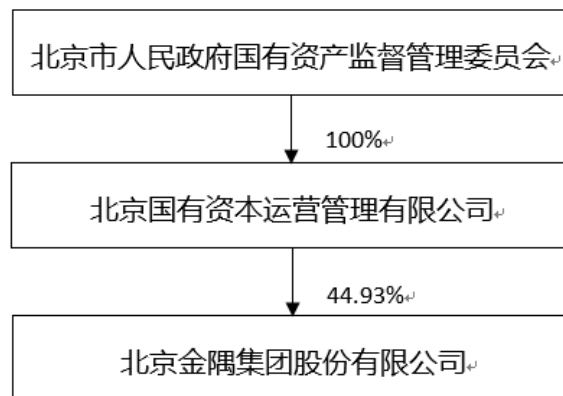 北京市人民政府国有资产监督管理委员会
100%
北京国有资本运营管理有限公司
44.93%
北京金隅集团股份有限公司